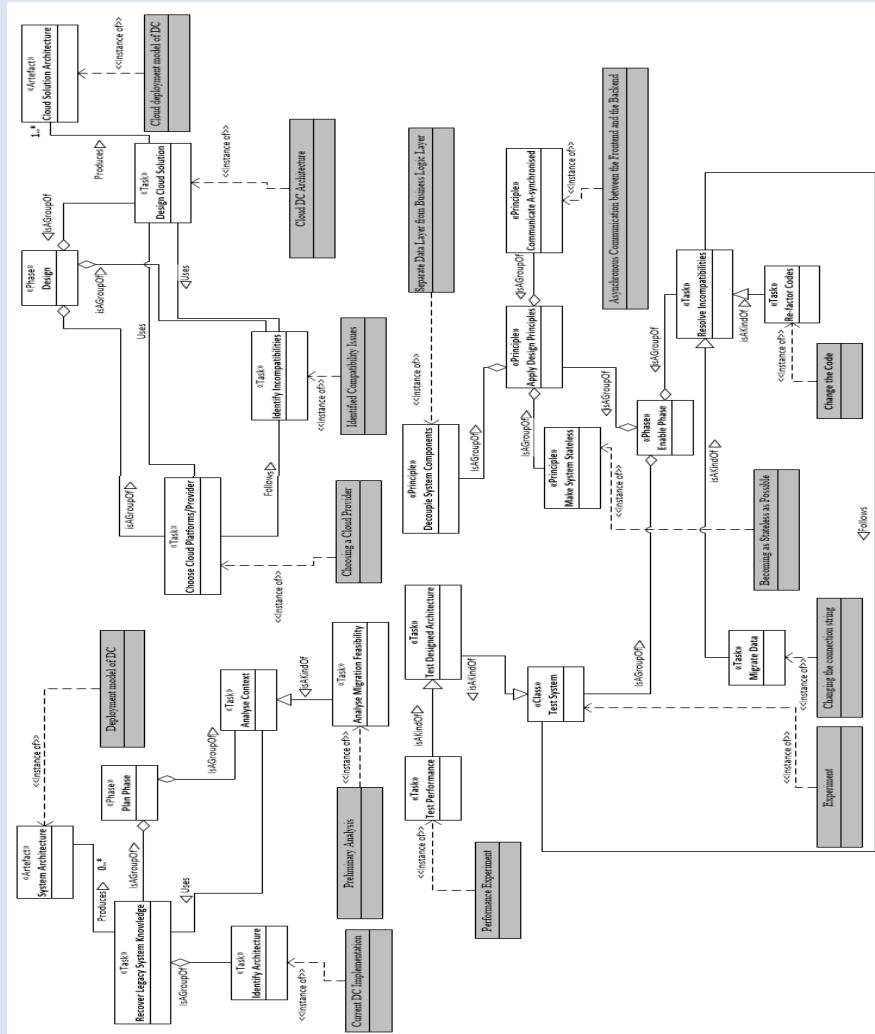 «Artefact»
System Architecture
Deployment model of DC
<<Instance of>>
Produces
0..*
«Phase»
Plan Phase
IsAGroupOf
IsAGroupOf
«Task»
Recover Legacy System Knowledge
Uses
«Task»
Analyse Context
IsAGroupOf
«Task»
Identify Architecture
<<Instance of>>
Current DC Implementation
isAKindOf
«Task»
Analyse Migration Feasibility
<<Instance of>>
Preliminary Analysis
«Phase»
Design
isAGroupOf
isAGroupOf
isAGroupOf
«Task»
Choose Cloud Platforms/Provider
<<Instance of>>
Choosing a Cloud Provider
Follows
Uses
«Task»
Identify Incompatibilities
<<Instance of>>
Identified Compatibility Issues
Uses
«Task»
Design Cloud Solution
<<Instance of>>
Cloud DC Architecture
Produces
1..*
«Artefact»
Cloud Solution Architecture
<<Instance of>>
Cloud deployment model of DC
«Task»
Test Performance
<<Instance of>>
Performance Experiment
isAKindOf
«Task»
Test Designed Architecture
isAKindOf
«Class»
Test System
<<Instance of>>
Experiment
IsAGroupOf
«Principle»
Decouple System Components
<<Instance of>>
Separate Data Layer from Business Logic Layer
IsAGroupOf
«Principle»
Make System Stateless
<<Instance of>>
Becoming as Stateless as Possible
IsAGroupOf
«Principle»
Apply Design Principles
isAGroupOf
«Principle»
Communicate A-synchronised
<<Instance of>>
Asynchronous Communication between the Frontend and the Backend
isAGroupOf
«Phase»
Enable Phase
isAGroupOf
«Task»
Resolve Incompatibilities
isAKindOf
«Task»
Re-factor Codes
<<Instance of>>
Change the Code
isAKindOf
«Task»
Migrate Data
<<Instance of>>
Changing the connection string
Follows